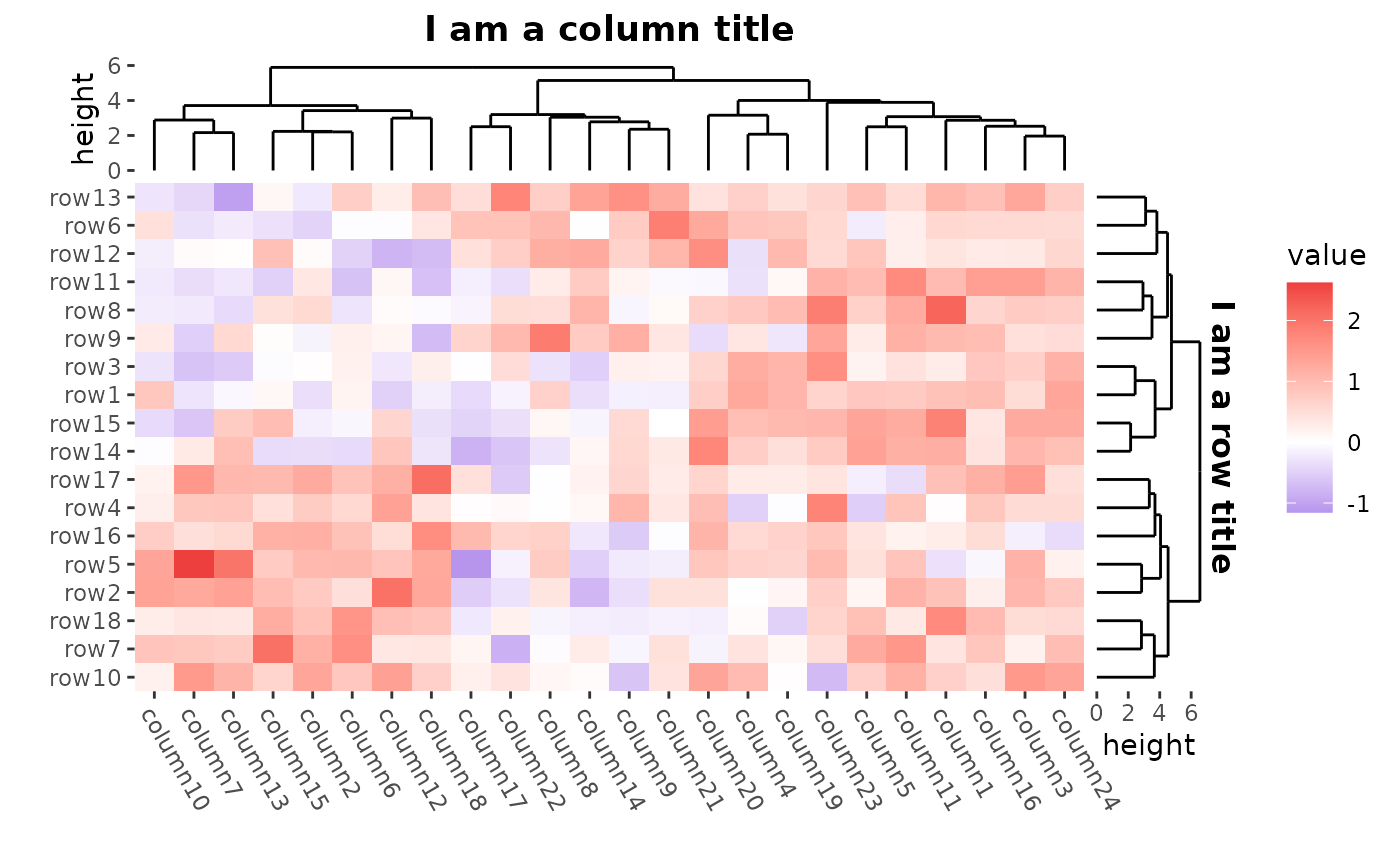 I am a column title
height
6
4
2
0
row13
row6
row12
row11
row8
row9
row3
row1
row15
row14
row17
row4
row16
row5
row2
row18
row7
row10
column10
column7
column13
column15
column2
column6
column12
column18
column17
column22
column8
column14
column9
column21
column20
column4
column19
column23
column5
column11
column1
column16
column3
column24
0 2 4 6
height
I am a row title
value
2
1
0
-1